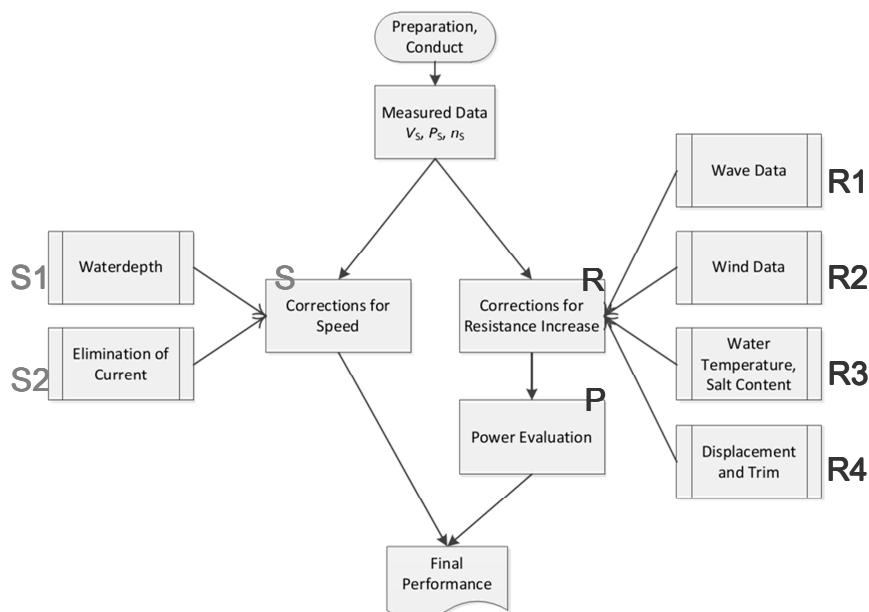 Preparation,
Conduct
Measured Data
VS, PS, nS
Wave Data
R1
Waterdepth
S1
Wind Data
R2
S
Corrections for
Speed
R
Corrections for
Resistance Increase
Elimination of
Current
S2
Water
Temperature,
Salt Content
R3
P
Power Evaluation
Displacement
and Trim
R4
Final
Performance